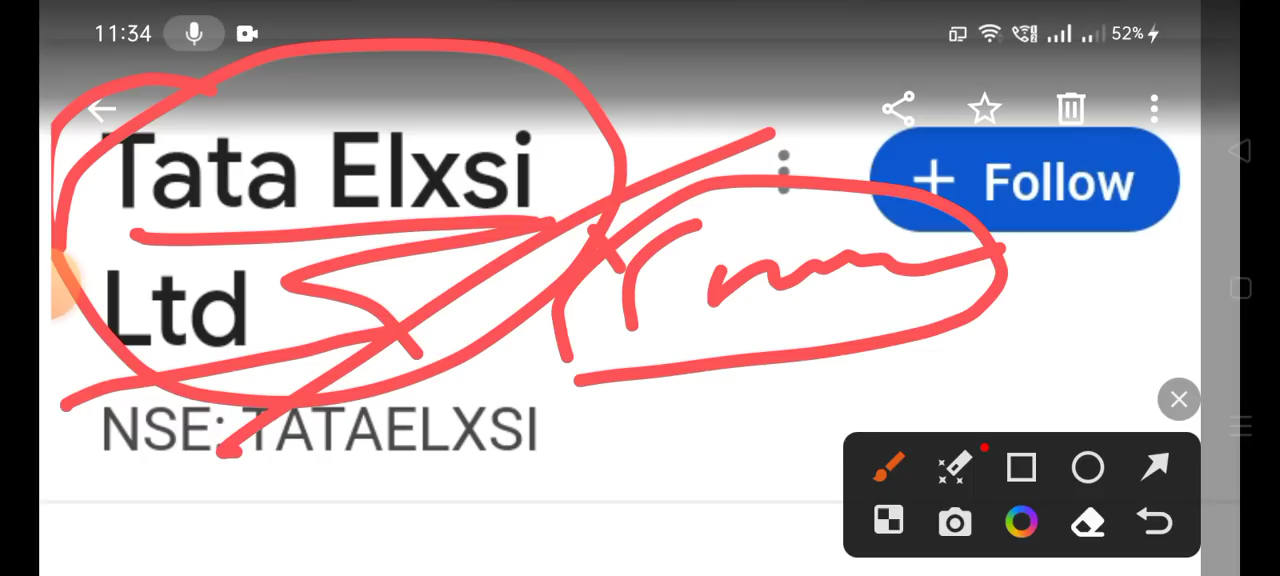 11:34 52%
Tata Elxsi
+ Follow
Ltd
NSE: TATAELXSI